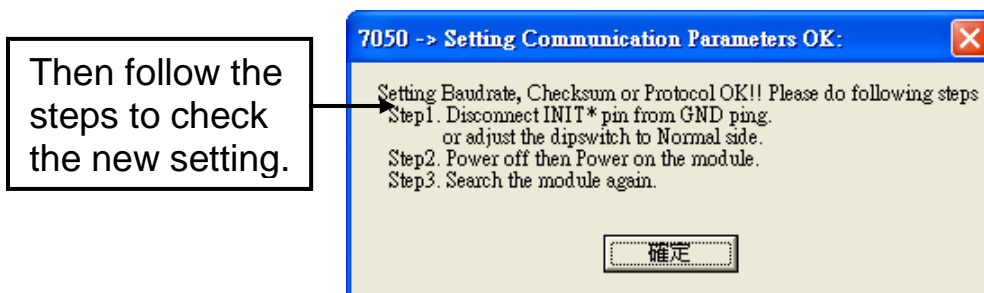 Then follow the
steps to check
the new setting.
7050 -> Setting Communication Parameters OK:
Setting Baudrate, Checksum or Protocol OK!! Please do following steps
Step1. Disconnect INIT* pin from GND ping.
or adjust the dipswitch to Normal side.
Step2. Power off then Power on the module.
Step3. Search the module again.
確定